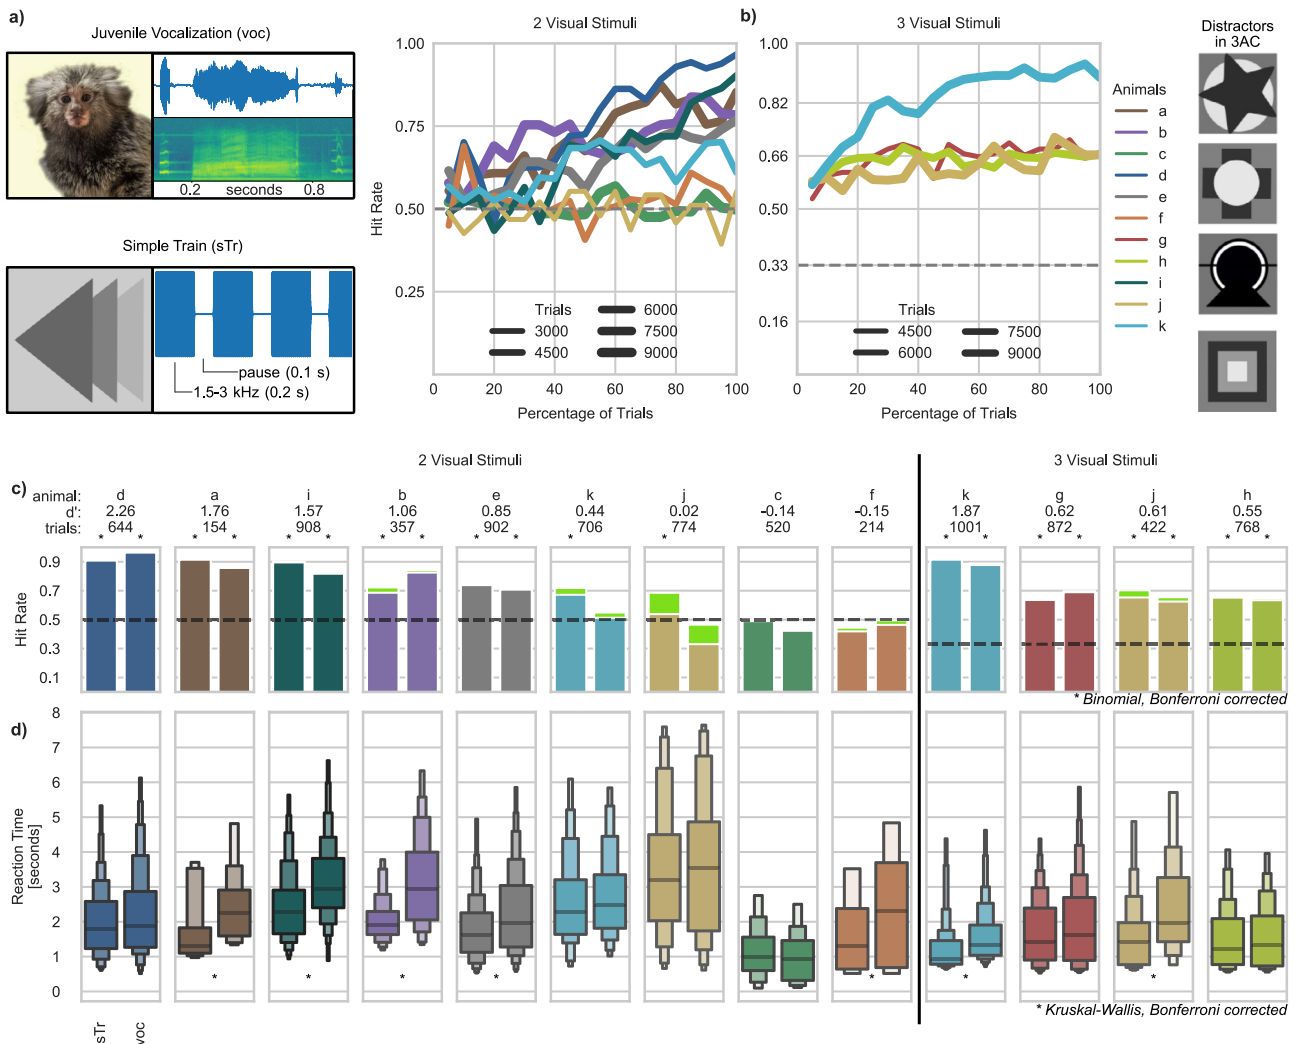 a)
Juvenile Vocalization (voc)
0.2 seconds 0.8
Simple Train (sTr)
pause (0.1 s)
1.5-3 kHz (0.2 s)
2 Visual Stimuli
Hit Rate
1.00
0.75
0.50
0.25
Trials
3000
4500
6000
7500
9000
0 20 40 60 80 100
Percentage of Trials
b)
3 Visual Stimuli
1.00
0.82
0.66
0.50
0.33
0.16
Trials
4500
6000
7500
9000
0 20 40 60 80 100
Percentage of Trials
Animals
a
b
c
d
e
f
g
h
i
j
k
Distractors
in 3AC
2 Visual Stimuli
3 Visual Stimuli
c)
animal: d a i b e k j c f k g j h
d': 2.26 1.76 1.57 1.06 0.85 0.44 0.02 -0.14 -0.15 1.87 0.62 0.61 0.55
trials: 644 154 908 357 902 706 774 520 214 1001 872 422 768
* * * * * * * * * * * * * * * * * * * *
Hit Rate
0.9
0.7
0.5
0.3
0.1
* Binomial, Bonferroni corrected
d)
Reaction Time
[seconds]
8
7
6
5
4
3
2
1
0
* * * * * * *
* Kruskal-Wallis, Bonferroni corrected
sTr
voc